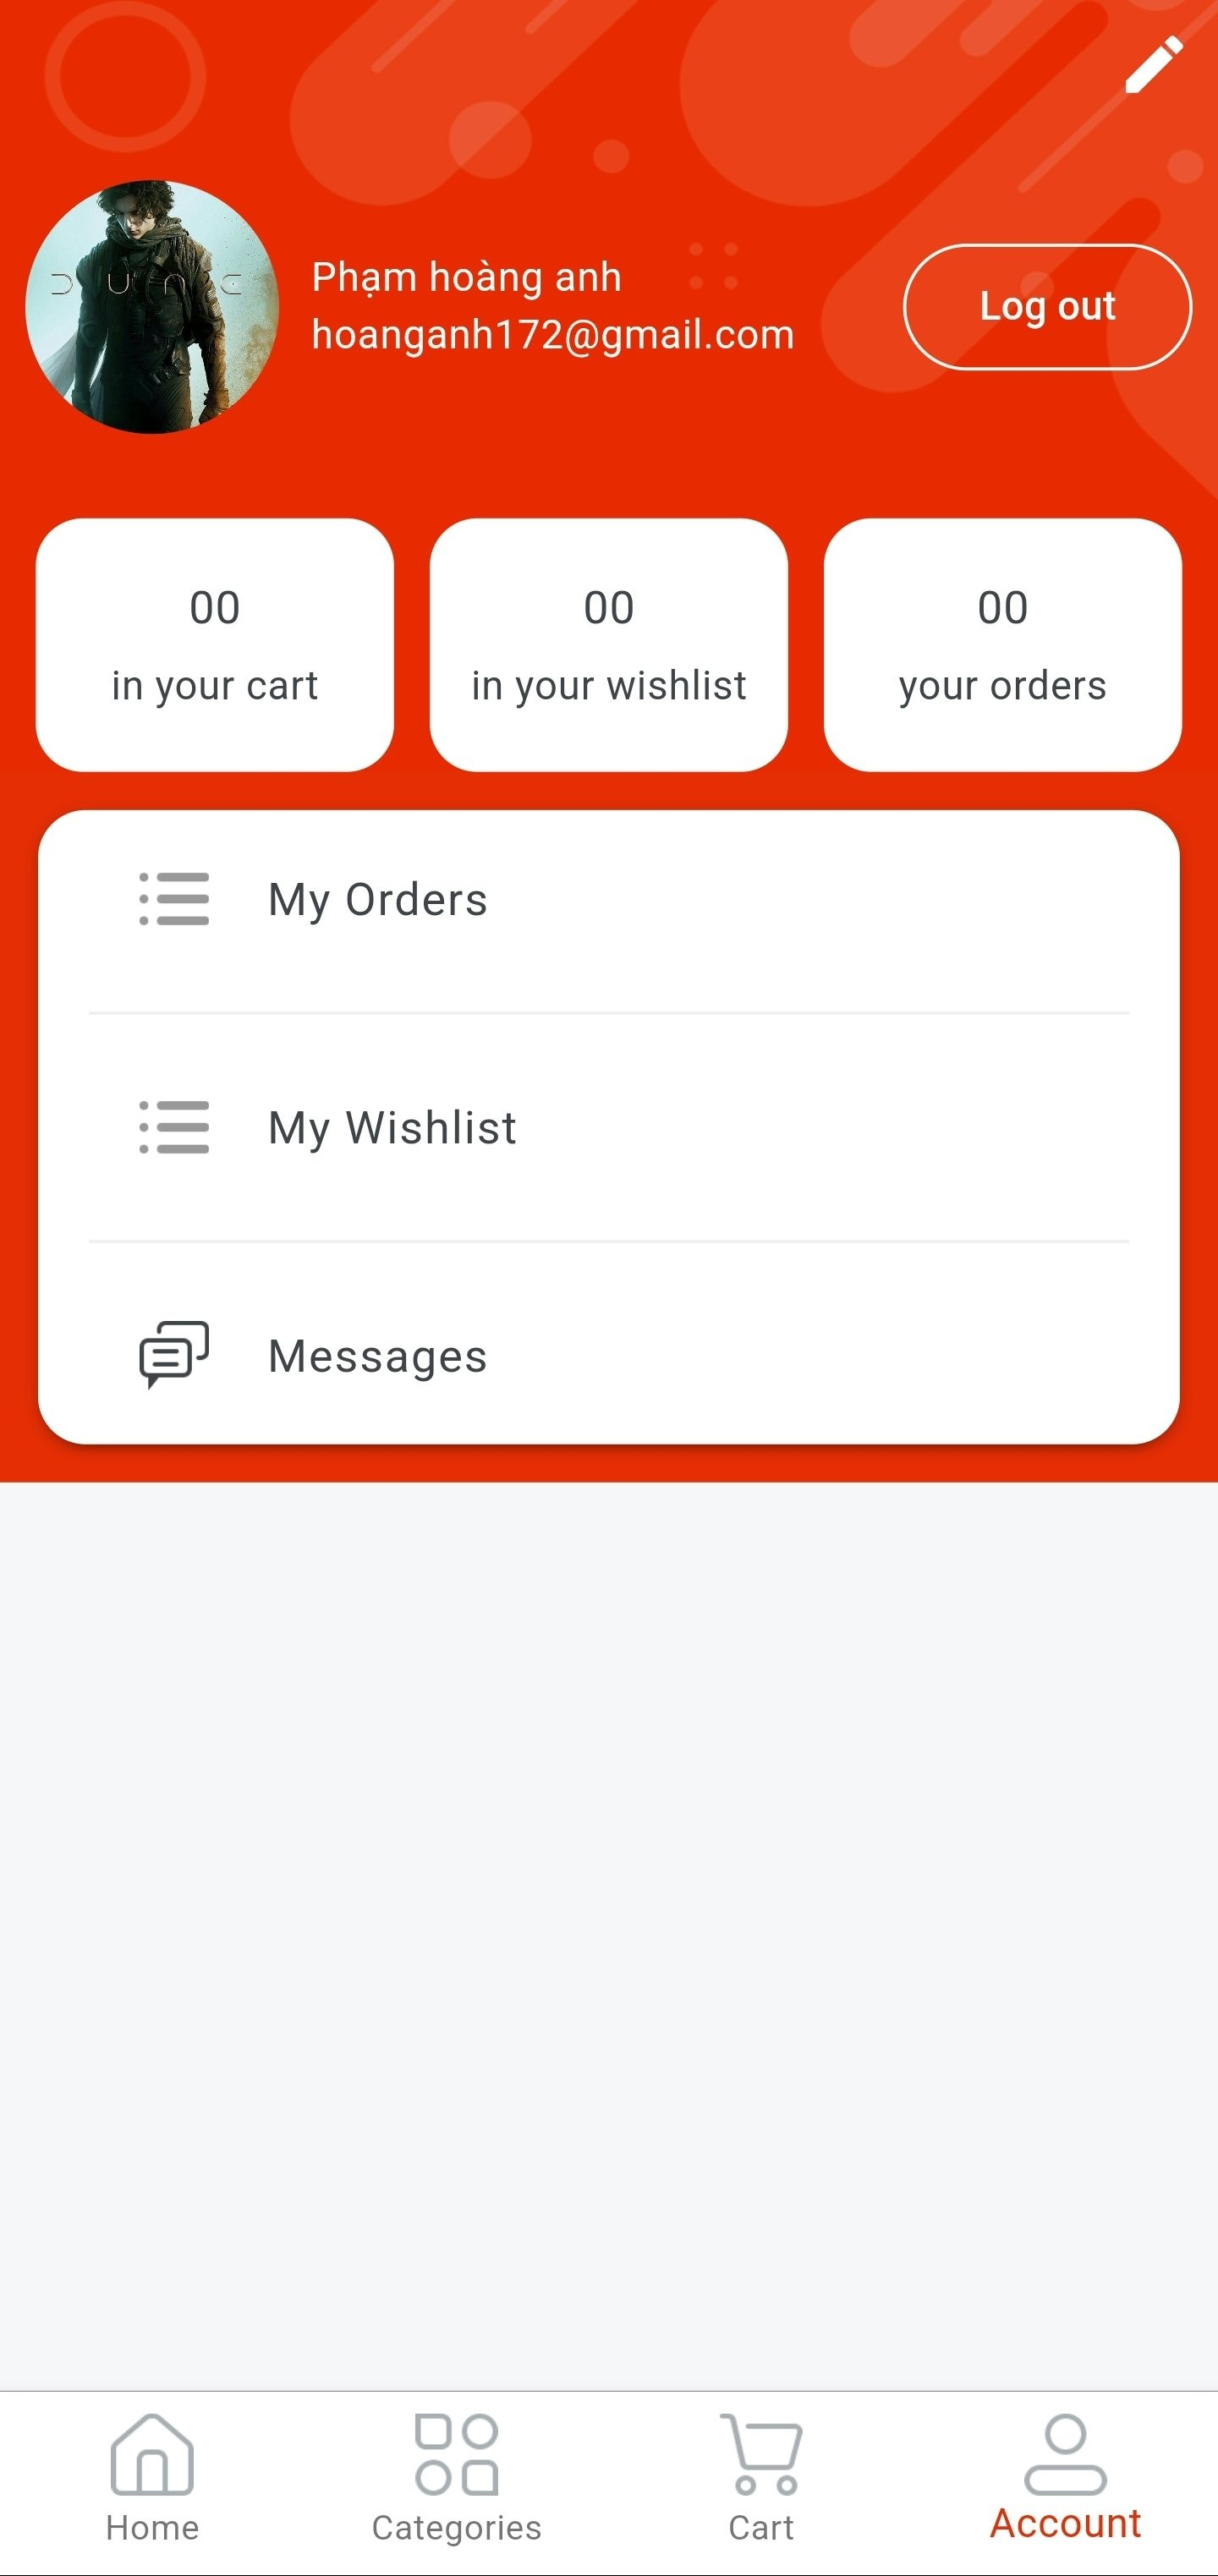 DUNE
Phạm hoàng anh
hoanganh172@gmail.com
Log out
00
in your cart
00
in your wishlist
00
your orders
My Orders
My Wishlist
Messages
Home
Categories
Cart
Account